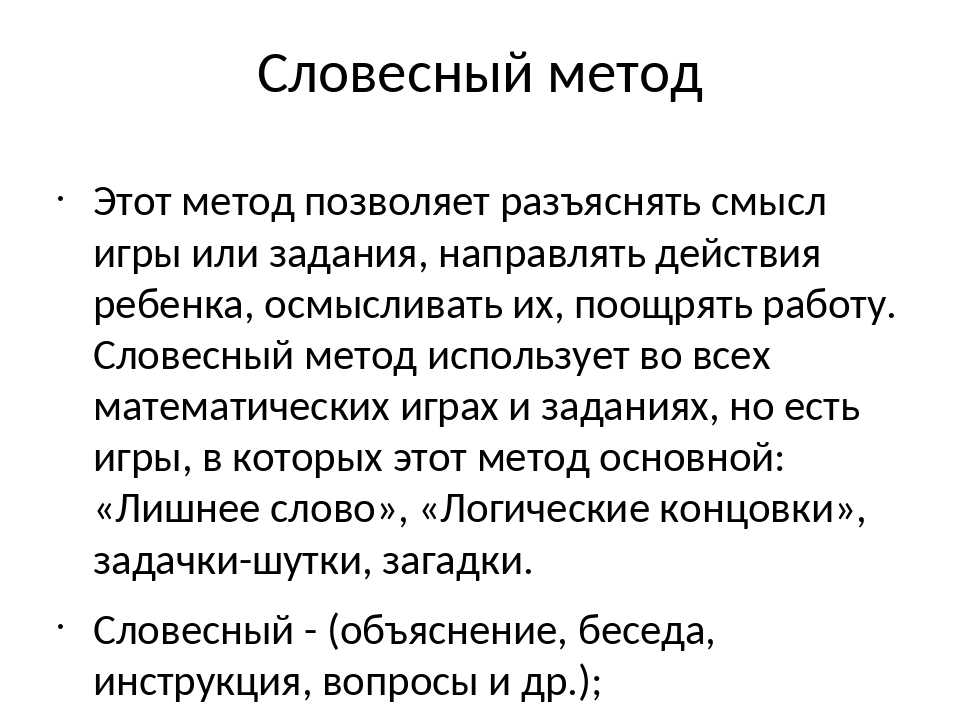 Словесный метод
• Этот метод позволяет разъяснять смысл
игры или задания, направлять действия
ребенка, осмысливать их, поощрять работу.
Словесный метод использует во всех
математических играх и заданиях, но есть
игры, в которых этот метод основной:
«Лишнее слово», «Логические концовки»,
задачки-шутки, загадки.
• Словесный - (объяснение, беседа,
инструкция, вопросы и др.);